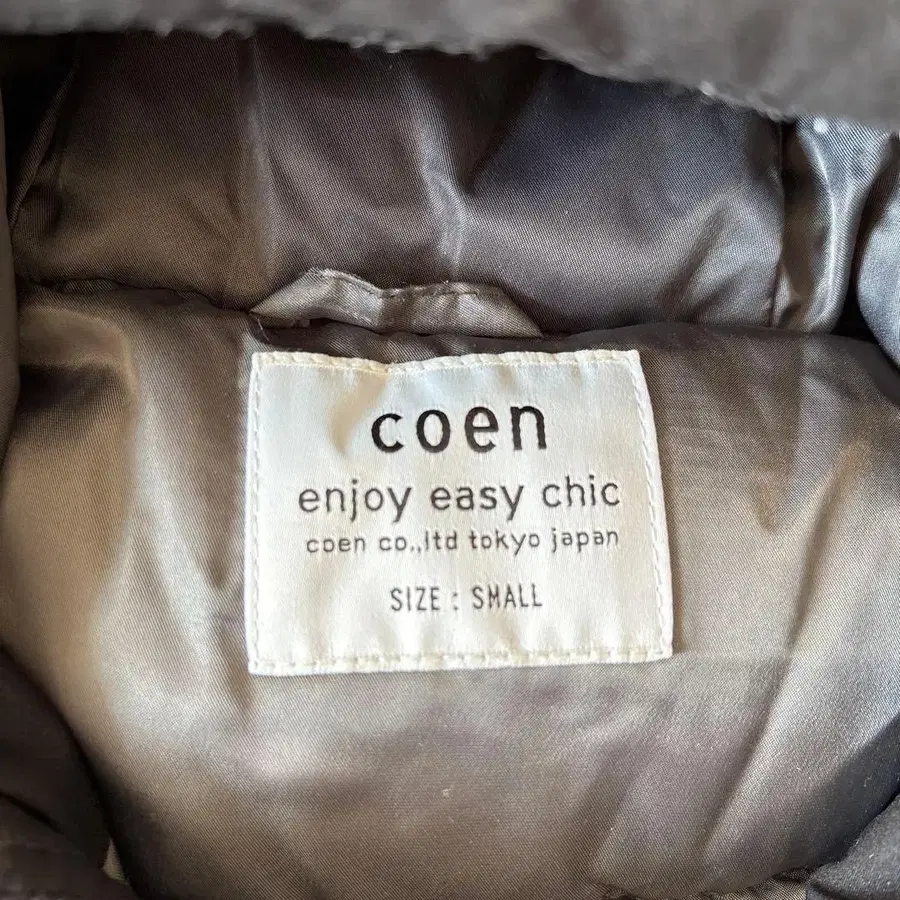 coen
enjoy easy chic
coen co.,ltd tokyo japan
SIZE : SMALL